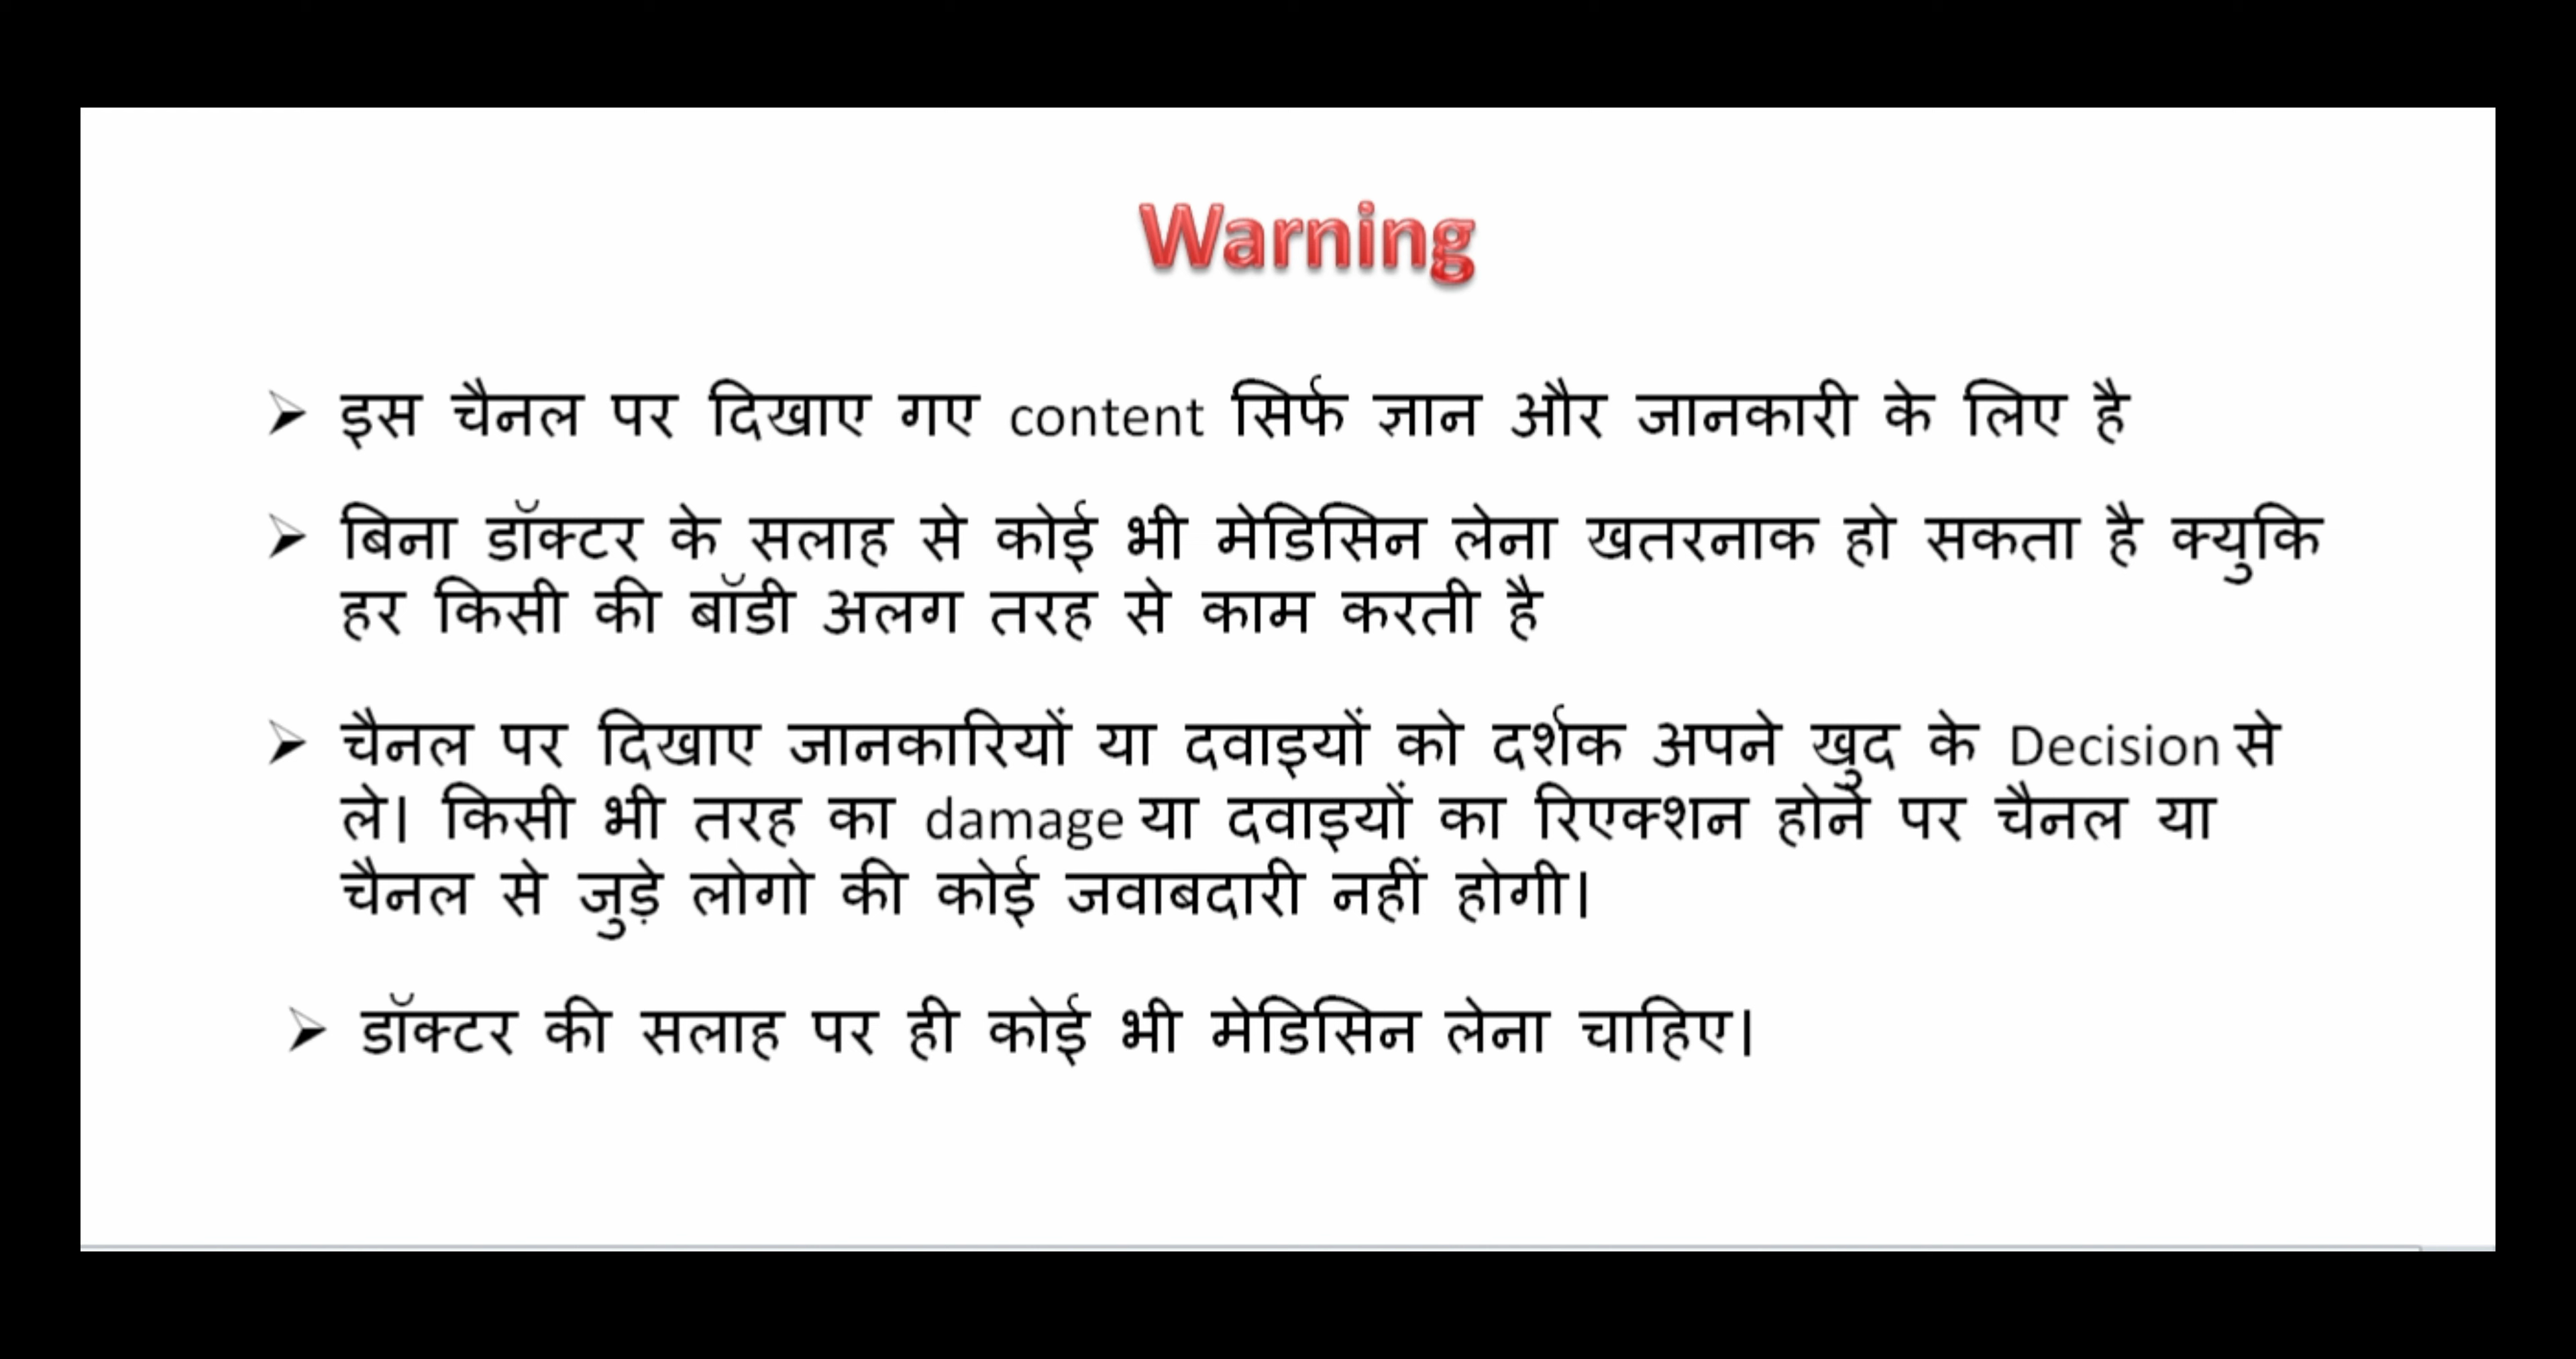 Warning
➢ इस चैनल पर दिखाए गए content सिर्फ ज्ञान और जानकारी के लिए है
➢ बिना डॉक्टर के सलाह से कोई भी मेडिसिन लेना खतरनाक हो सकता है क्युकि
हर किसी की बॉडी अलग तरह से काम करती है
➢ चैनल पर दिखाए जानकारियों या दवाइयों को दर्शक अपने खुद के Decision से
ले। किसी भी तरह का damage या दवाइयों का रिएक्शन होने पर चैनल या
चैनल से जुड़े लोगो की कोई जवाबदारी नहीं होगी।
➢ डॉक्टर की सलाह पर ही कोई भी मेडिसिन लेना चाहिए।